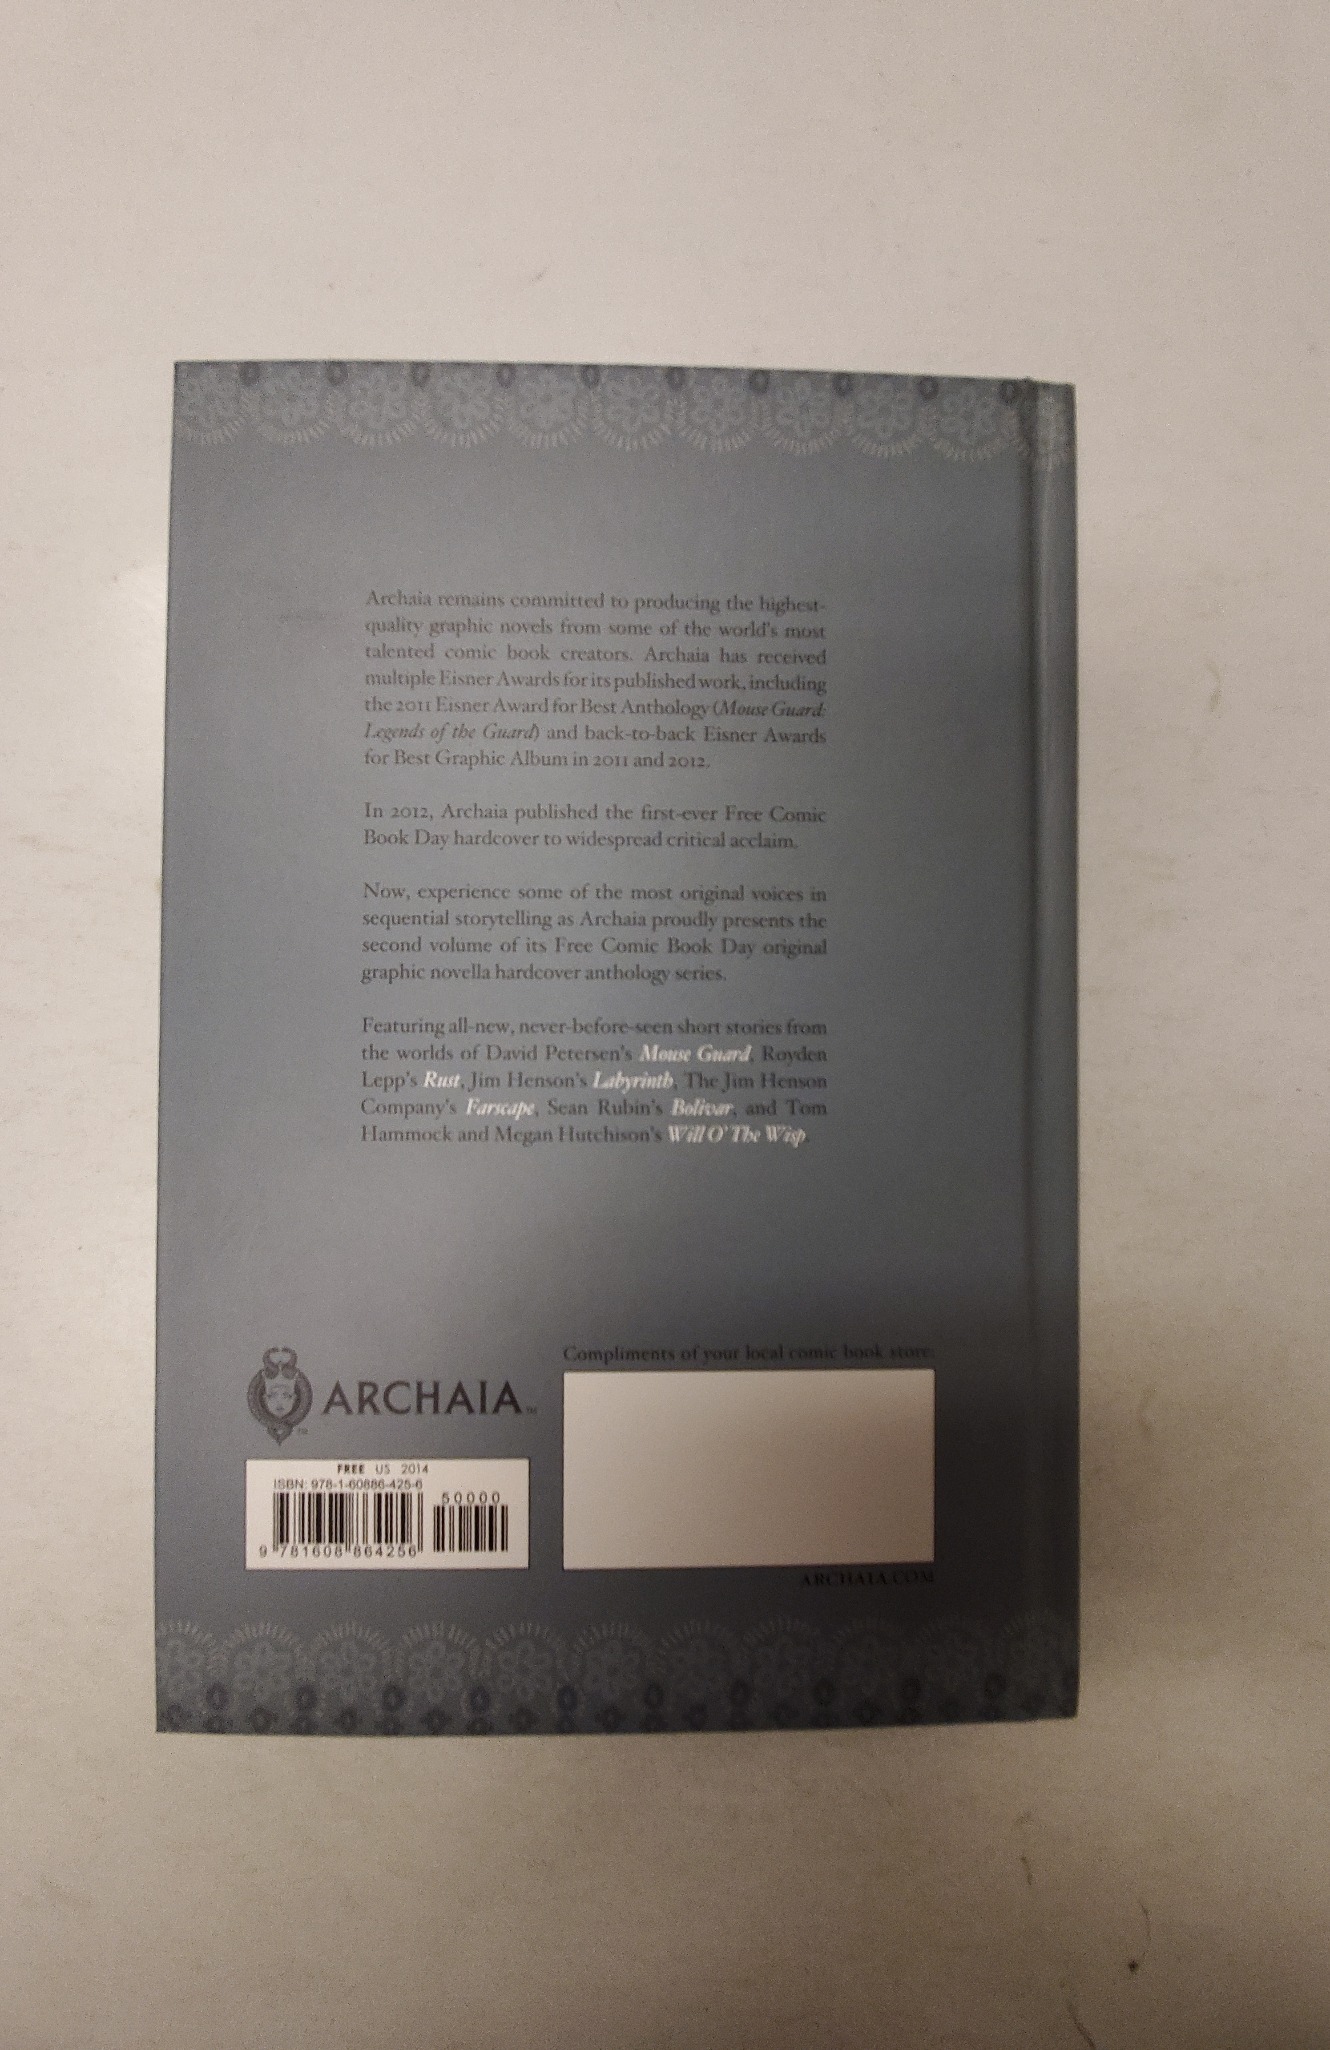 Archaia remains committed to producing the highest-
quality graphic novels from some of the world's most
talented comic book creators. Archaia has received
multiple Eisner Awards for its published work, including
the 2011 Eisner Award for Best Anthology (Mouse Guard:
Legends of the Guard) and back-to-back Eisner Awards
for Best Graphic Album in 2011 and 2012.
In 2012, Archaia published the first-ever Free Comic
Book Day hardcover to widespread critical acclaim.
Now, experience some of the most original voices in
sequential storytelling as Archaia proudly presents the
second volume of its Free Comic Book Day original
graphic novella hardcover anthology series.
Featuring all-new, never-before-seen short stories from
the worlds of David Petersen's Mouse Guard, Royden
Lepp's Rust, Jim Henson's Labyrinth, The Jim Henson
Company's Farscape, Sean Rubin's Bolivar, and Tom
Hammock and Megan Hutchison's Will O' The Wisp.
Compliments of your local comic book store:
ARCHAIA™
FREE US 2014
ISBN: 978-1-60886-425-6
50000
9 781608 864256
ARCHAIA.COM